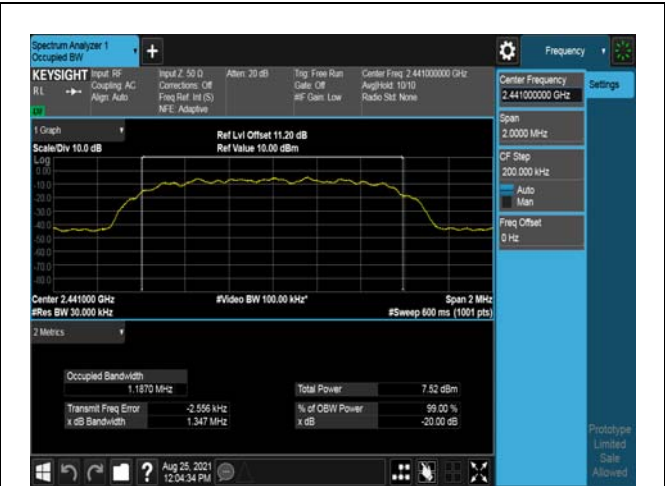 Spectrum Analyzer 1
Occupied BW
Frequency
KEYSIGHT
RL
Input: RF
Coupling: AC
Align: Auto
Input Z: 50 Ω
Corrections: Off
Freq Ref: Int (S)
NFE: Adaptive
Atten: 20 dB
Trig: Free Run
Gate: Off
#IF Gain: Low
Center Freq: 2.441000000 GHz
Avg|Hold: 10/10
Radio Std: None
Center Frequency
2.441000000 GHz
Settings
Span
2.0000 MHz
CF Step
200.000 kHz
Auto
Man
Freq Offset
0 Hz
1 Graph
Scale/Div 10.0 dB
Ref Lvl Offset 11.20 dB
Ref Value 10.00 dBm
Log
0.00
-10.0
-20.0
-30.0
-40.0
-50.0
-60.0
-70.0
-80.0
Center 2.441000 GHz
#Res BW 30.000 kHz
#Video BW 100.00 kHz*
Span 2 MHz
#Sweep 600 ms (1001 pts)
2 Metrics
Occupied Bandwidth
1.1870 MHz
Total Power 7.52 dBm
Transmit Freq Error -2.556 kHz
% of OBW Power 99.00 %
x dB Bandwidth 1.347 MHz
x dB -20.00 dB
Prototype
Limited
Sale
Allowed
?
Aug 25, 2021
12:04:34 PM